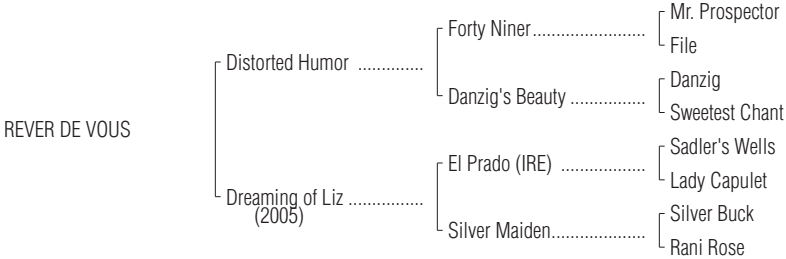 Mr. Prospector
Forty Niner........................
File
Distorted Humor ..............
Danzig
Danzig's Beauty ................
Sweetest Chant
REVER DE VOUS
Sadler's Wells
El Prado (IRE) ..................
Lady Capulet
Dreaming of Liz ................
(2005)
Silver Buck
Silver Maiden....................
Rani Rose